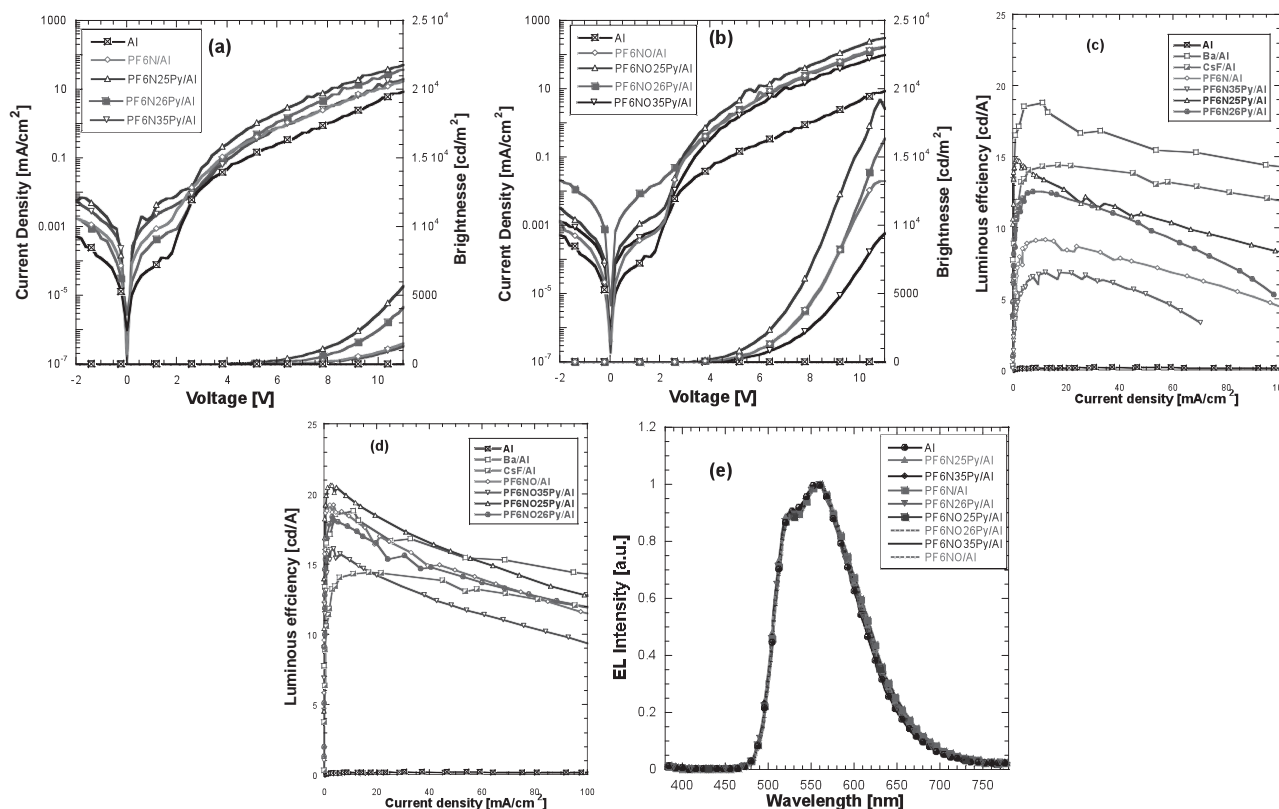 (a)
Al
PF6N/Al
PF6N25Py/Al
PF6N26Py/Al
PF6N35Py/Al
Current Density [mA/cm²]
1000
10
0.1
0.001
10⁻⁵
10⁻⁷
Brightnesse [cd/m²]
2.5 10⁴
2 10⁴
1.5 10⁴
1 10⁴
5000
0
-2 0 2 4 6 8 10
Voltage [V]
(b)
Al
PF6NO/Al
PF6NO25Py/Al
PF6NO26Py/Al
PF6NO35Py/Al
Current Density [mA/cm²]
1000
10
0.1
0.001
10⁻⁵
10⁻⁷
Brightnesse [cd/m²]
2.5 10⁴
2 10⁴
1.5 10⁴
1 10⁴
5000
0
-2 0 2 4 6 8 10
Voltage [V]
(c)
Al
Ba/Al
CsF/Al
PF6N/Al
PF6N35Py/Al
PF6N25Py/Al
PF6N26Py/Al
Luminous effciency [cd/A]
25
20
15
10
5
0
0 20 40 60 80 100
Current density [mA/cm²]
(d)
Al
Ba/Al
CsF/Al
PF6NO/Al
PF6NO35Py/Al
PF6NO25Py/Al
PF6NO26Py/Al
Luminous effciency [cd/A]
25
20
15
10
5
0
0 20 40 60 80 100
Current density [mA/cm²]
(e)
Al
PF6N25Py/Al
PF6N35Py/Al
PF6N/Al
PF6N26Py/Al
PF6NO25Py/Al
PF6NO26Py/Al
PF6NO35Py/Al
PF6NO/Al
EL Intensity [a.u.]
1.2
1
0.8
0.6
0.4
0.2
0
400 450 500 550 600 650 700 750
Wavelength [nm]